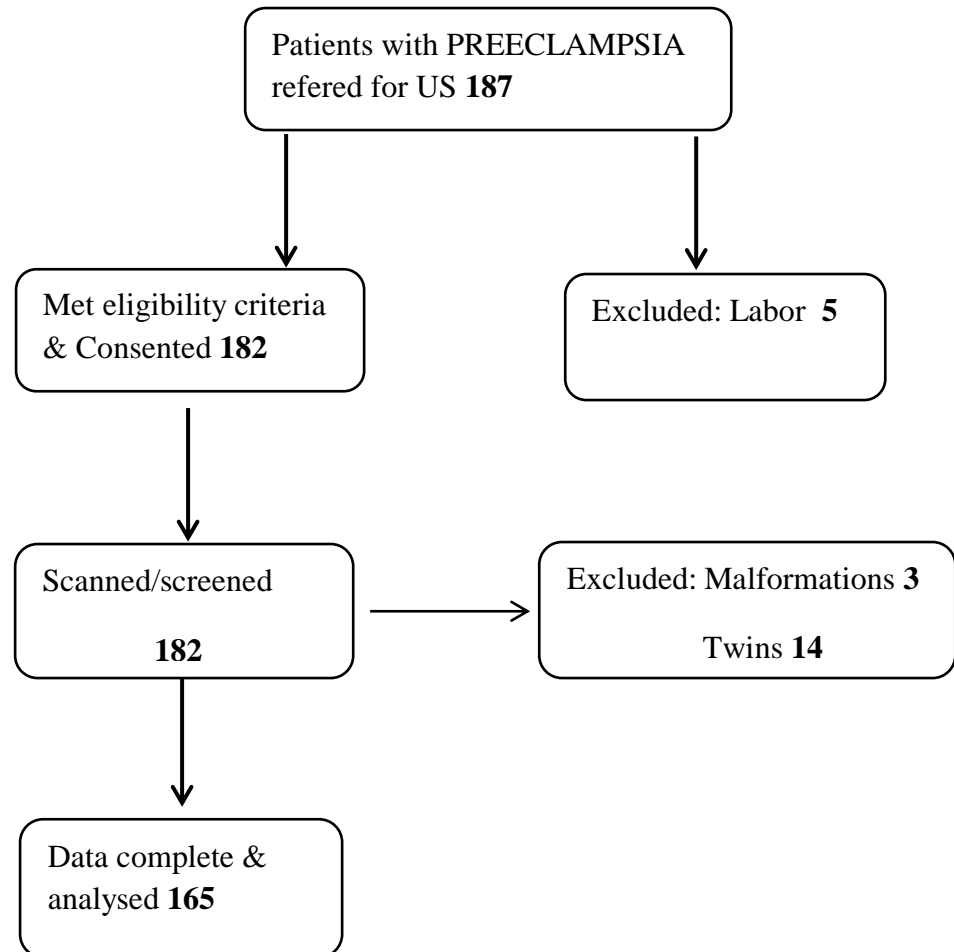 Patients with PREECLAMPSIA
refered for US 187
Met eligibility criteria
& Consented 182
Excluded: Labor 5
Scanned/screened
182
Excluded: Malformations 3
Twins 14
Data complete &
analysed 165